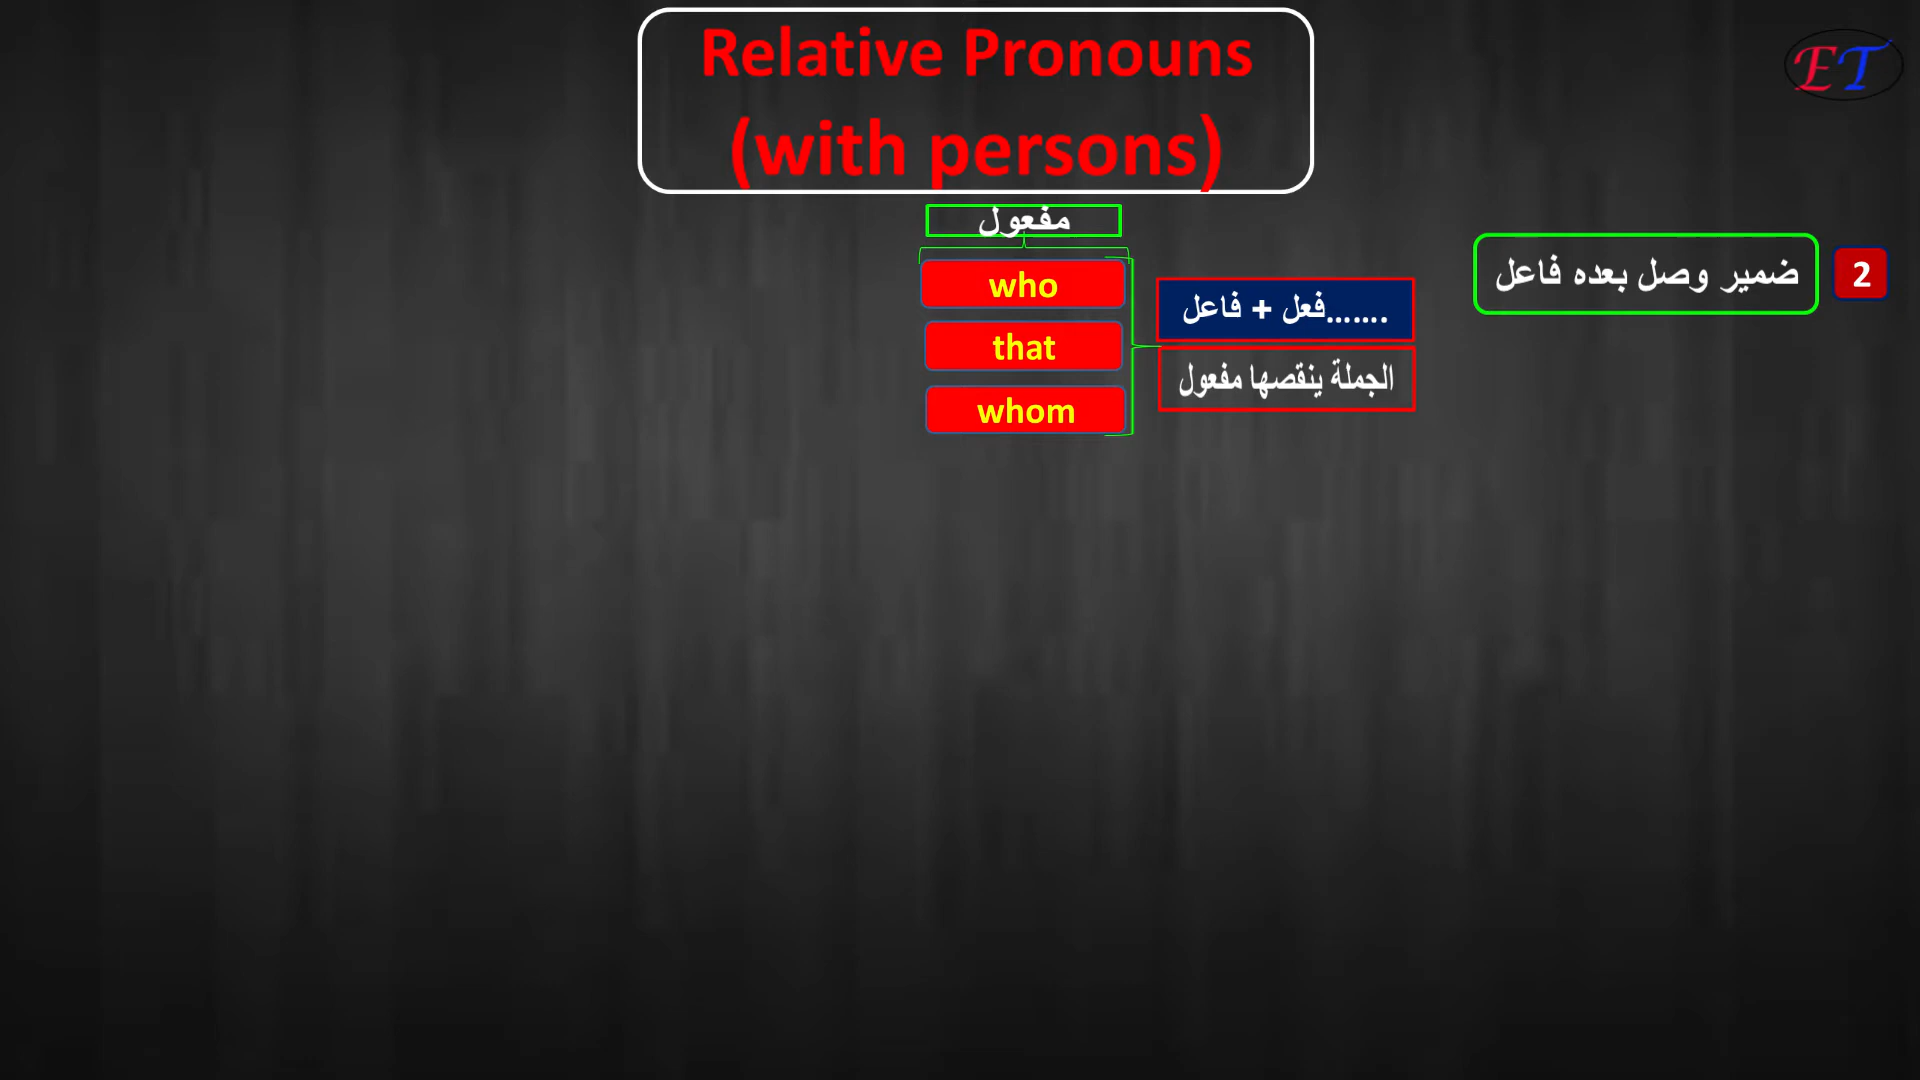 Relative Pronouns
(with persons)
ET
مفعول
2
ضمير وصل بعده فاعل
who
that
whom
.......فعل + فاعل
الجملة ينقصها مفعول